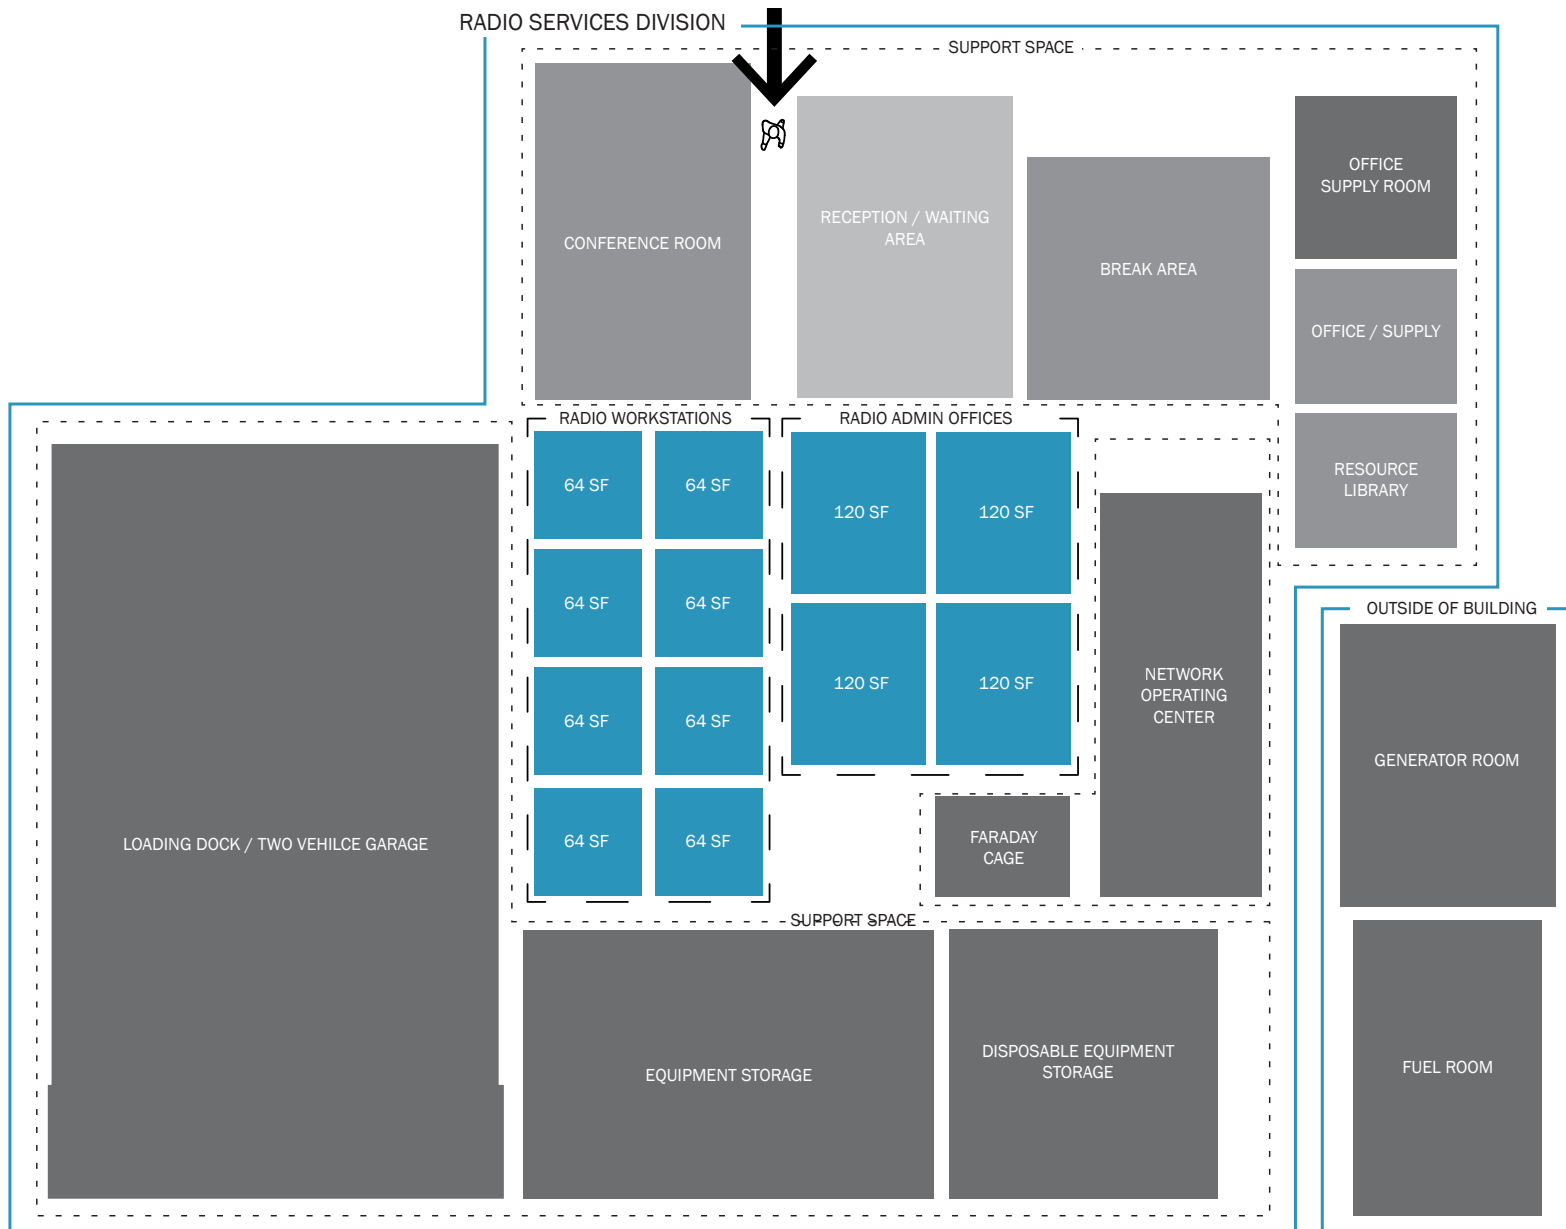 RADIO SERVICES DIVISION
SUPPORT SPACE
CONFERENCE ROOM
RECEPTION / WAITING
AREA
BREAK AREA
OFFICE
SUPPLY ROOM
OFFICE / SUPPLY
RESOURCE
LIBRARY
RADIO WORKSTATIONS
64 SF
64 SF
64 SF
64 SF
64 SF
64 SF
64 SF
64 SF
RADIO ADMIN OFFICES
120 SF
120 SF
120 SF
120 SF
NETWORK
OPERATING
CENTER
FARADAY
CAGE
LOADING DOCK / TWO VEHILCE GARAGE
SUPPORT SPACE
EQUIPMENT STORAGE
DISPOSABLE EQUIPMENT
STORAGE
OUTSIDE OF BUILDING
GENERATOR ROOM
FUEL ROOM